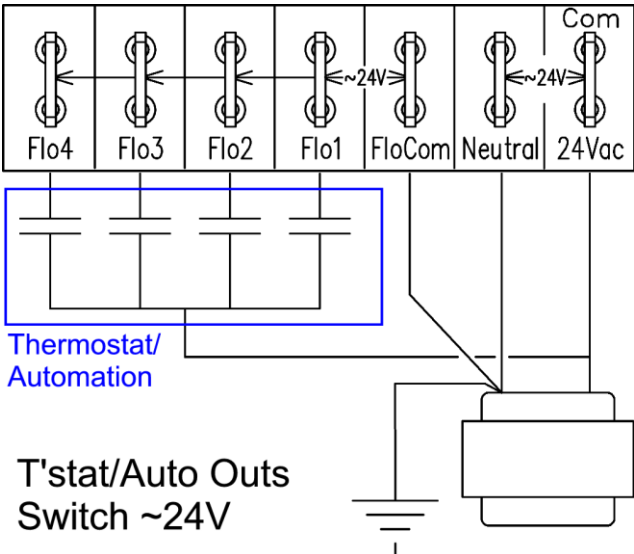 Com
~24V
~24V
Flo4 Flo3 Flo2 Flo1 FloCom Neutral 24Vac
Thermostat/
Automation
T'stat/Auto Outs
Switch ~24V